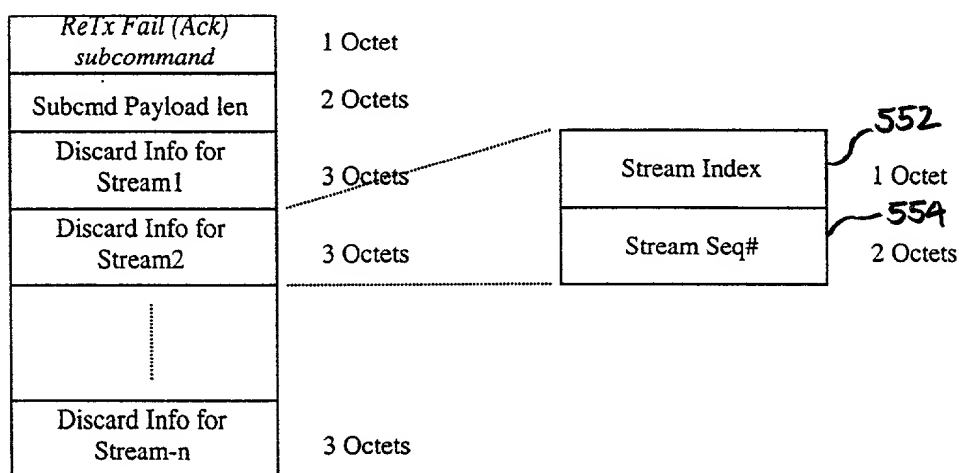 ReTx Fail (Ack)
subcommand
1 Octet
Subcmd Payload len
2 Octets
Discard Info for
Stream1
3 Octets
Discard Info for
Stream2
3 Octets
Discard Info for
Stream-n
3 Octets
552
Stream Index
1 Octet
554
Stream Seq#
2 Octets